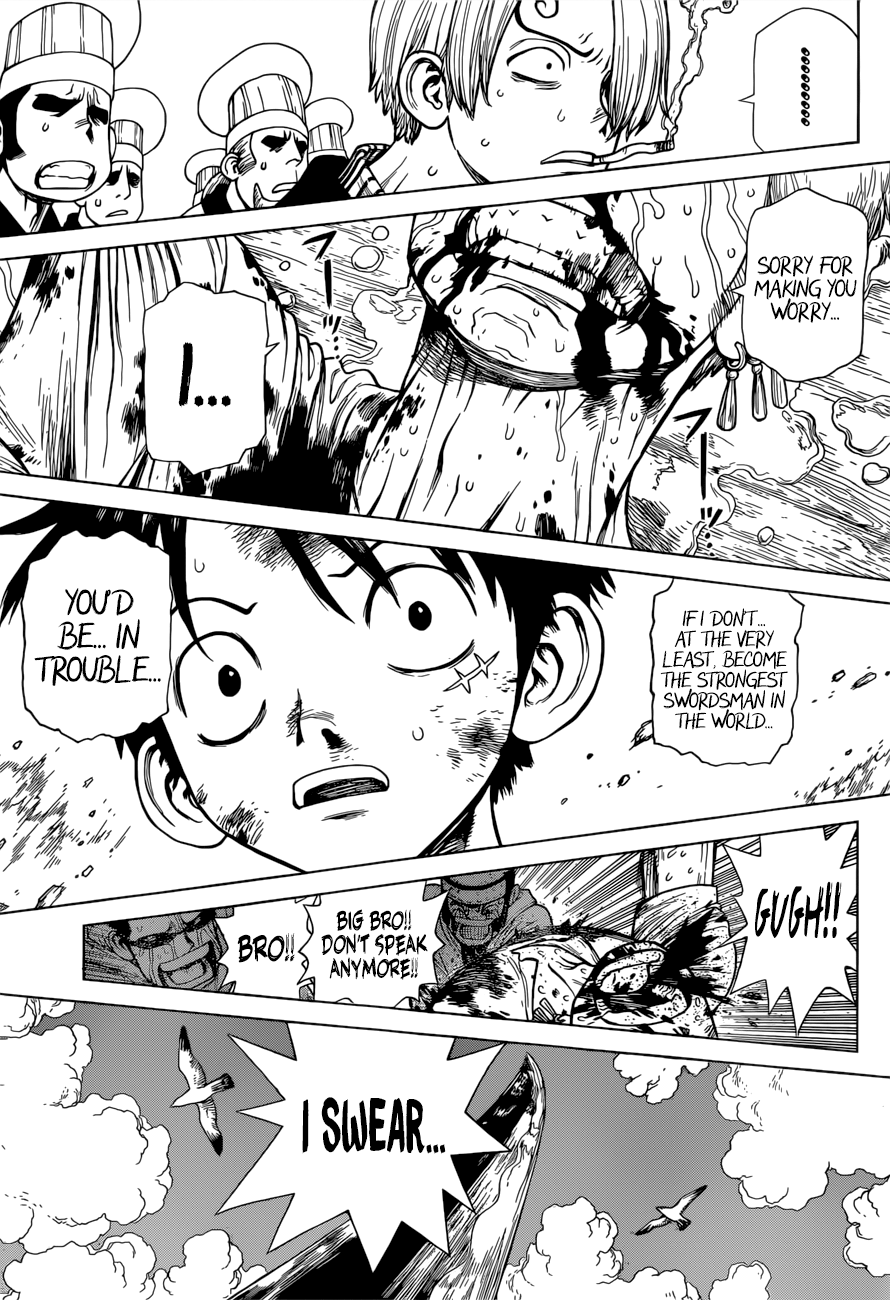 ..........
SORRY FOR
MAKING YOU
WORRY...
I...
IF I DON'T...
AT THE VERY
LEAST, BECOME
THE STRONGEST
SWORDSMAN IN
THE WORLD...
YOU'D
BE... IN
TROUBLE...
GUGH!!
BIG BRO!!
DON'T SPEAK
ANYMORE!!
BRO!!
I SWEAR...